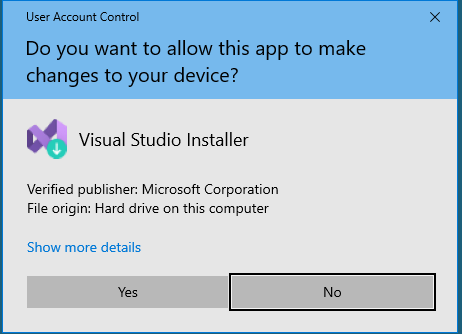 User Account Control
Do you want to allow this app to make
changes to your device?
Visual Studio Installer
Verified publisher: Microsoft Corporation
File origin: Hard drive on this computer
Show more details
Yes
No